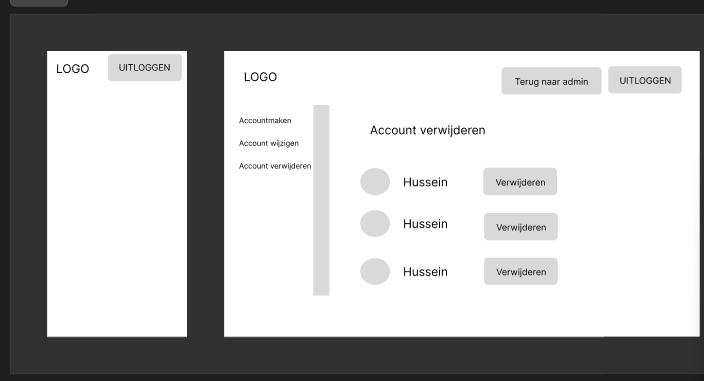 LOGO
UITLOGGEN
LOGO
Terug naar admin
UITLOGGEN
Accountmaken
Account wijzigen
Account verwijderen
Account verwijderen
Hussein
Verwijderen
Hussein
Verwijderen
Hussein
Verwijderen